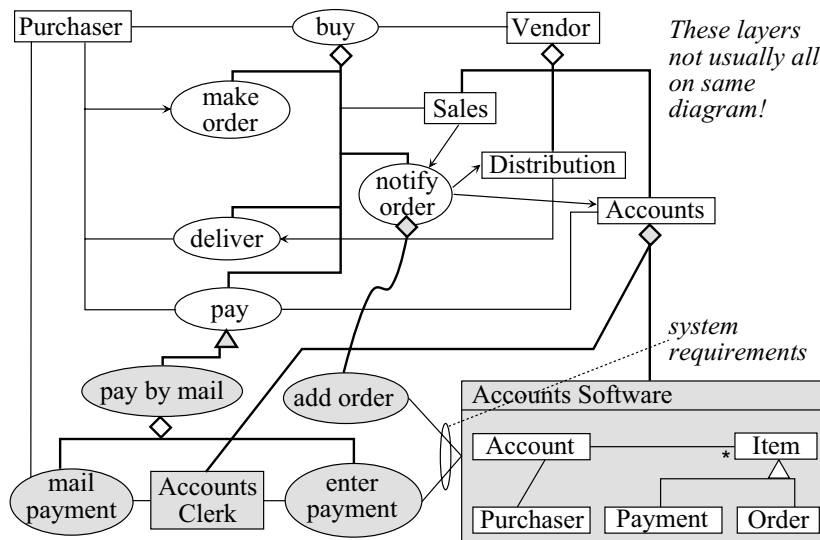 Purchaser
buy
Vendor
These layers
not usually all
on same
diagram!
make
order
Sales
notify
order
Distribution
Accounts
deliver
pay
system
requirements
pay by mail
add order
Accounts Software
Account
*
Item
mail
payment
Accounts
Clerk
enter
payment
Purchaser
Payment
Order